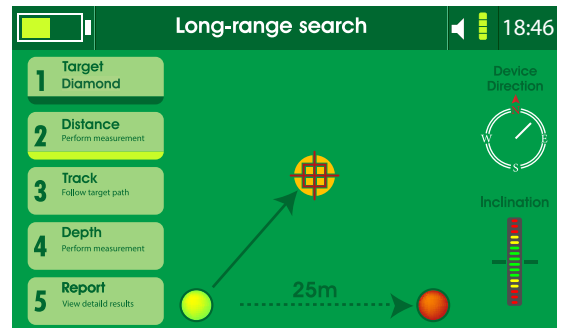 Long-range search
18:46
1 Target
Diamond
2 Distance
Perform measurement
3 Track
Follow target path
4 Depth
Perform measurement
5 Report
View detaild results
25m
Device
Direction
N
W E
S
Inclination